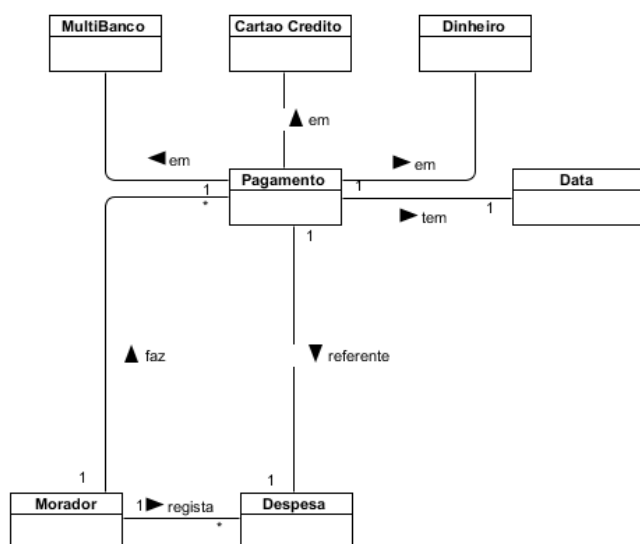 MultiBanco
Cartao Credito
Dinheiro
em
em
em
Pagamento
Data
1
*
1
1
tem
1
faz
referente
1
1
Morador
1
regista
*
Despesa